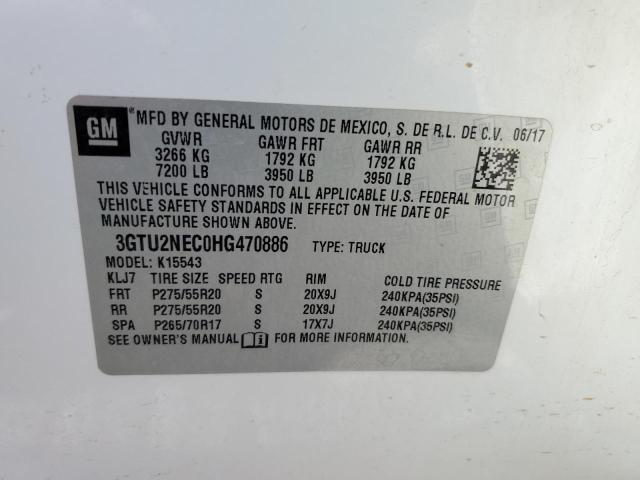 GM ® MFD BY GENERAL MOTORS DE MEXICO, S. DE R.L. DE C.V. 06/17
GVWR GAWR FRT GAWR RR
3266 KG 1792 KG 1792 KG
7200 LB 3950 LB 3950 LB
THIS VEHICLE CONFORMS TO ALL APPLICABLE U.S. FEDERAL MOTOR
VEHICLE SAFETY STANDARDS IN EFFECT ON THE DATE OF
MANUFACTURE SHOWN ABOVE.
3GTU2NEC0HG470886 TYPE: TRUCK
MODEL: K15543
KLJ7 TIRE SIZE SPEED RTG RIM COLD TIRE PRESSURE
FRT P275/55R20 S 20X9J 240KPA(35PSI)
RR P275/55R20 S 20X9J 240KPA(35PSI)
SPA P265/70R17 S 17X7J 240KPA(35PSI)
SEE OWNER'S MANUAL FOR MORE INFORMATION.